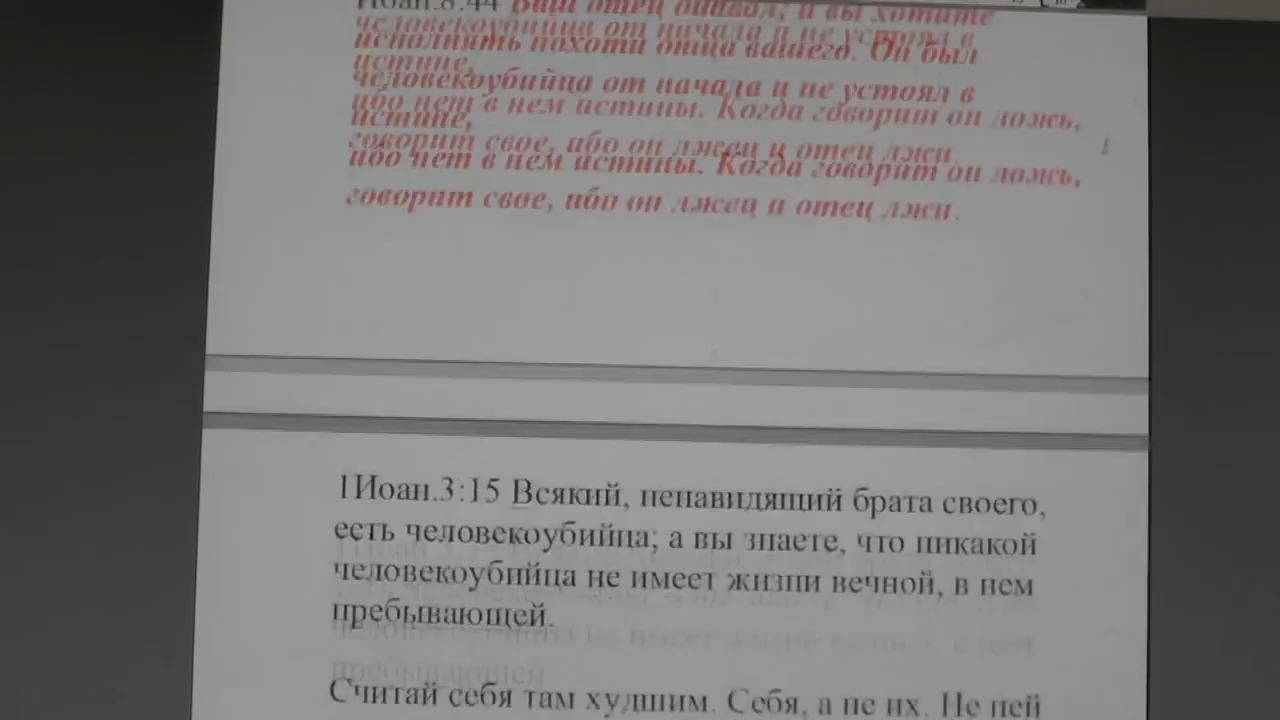 Иоан.8:44 Ваш отец диавол, и вы хотите
исполнять похоти отца вашего. Он был
человекоубийца от начала и не устоял в
истине,
ибо нет в нем истины. Когда говорит он ложь,
говорит свое, ибо он лжец и отец лжи.
1Иоан.3:15 Всякий, ненавидящий брата своего,
есть человекоубийца; а вы знаете, что никакой
человекоубийца не имеет жизни вечной, в нем
пребывающей.
Считай себя там худшим. Себя, а не их. Не пей